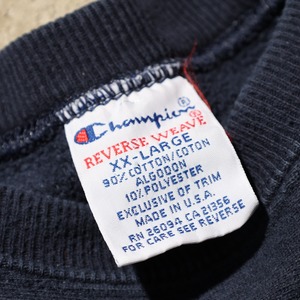 Champion®
REVERSE WEAVE®
XX-LARGE
90% COTTON/COTON
ALGODON
10% POLYESTER
EXCLUSIVE OF TRIM
MADE IN U.S.A.
RN 26094 CA 21356
FOR CARE SEE REVERSE